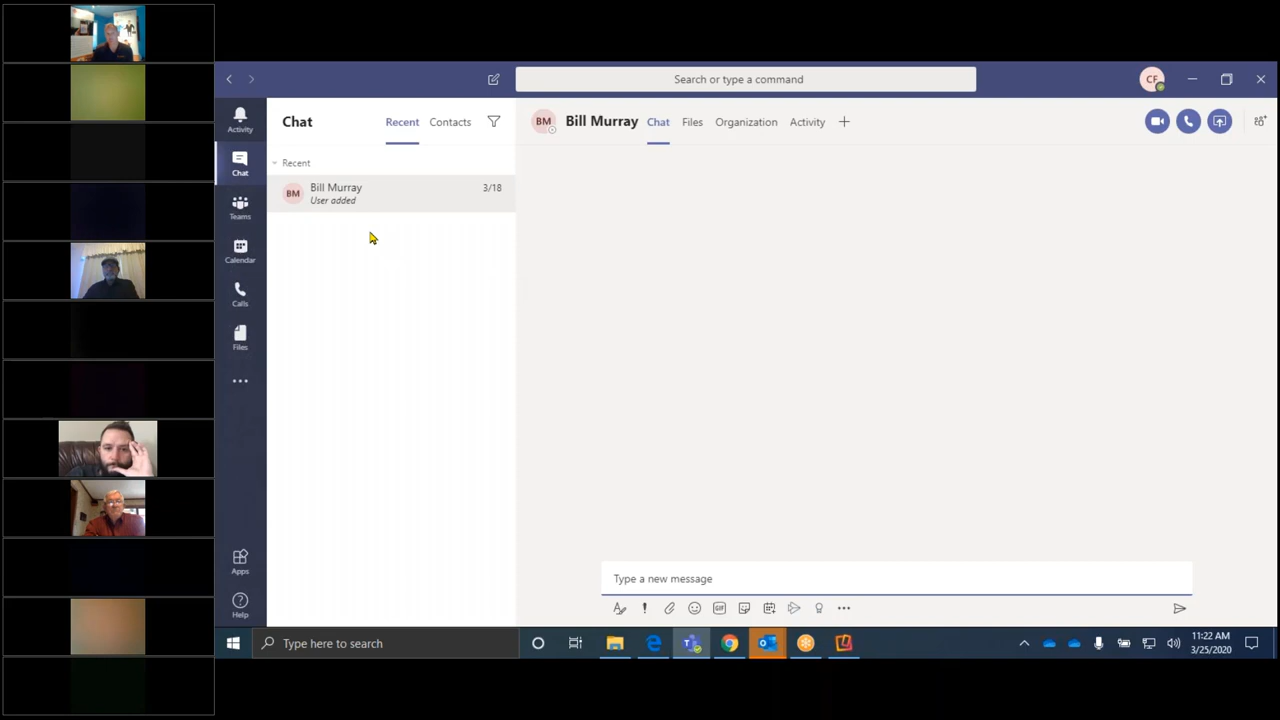 Search or type a command
CF
Activity
Chat
Teams
Calendar
Calls
Files
Apps
Help
Chat
Recent
Contacts
Recent
BM
Bill Murray
3/18
User added
BM
Bill Murray
Chat
Files
Organization
Activity
Type a new message
GIF
Type here to search
11:22 AM
3/25/2020